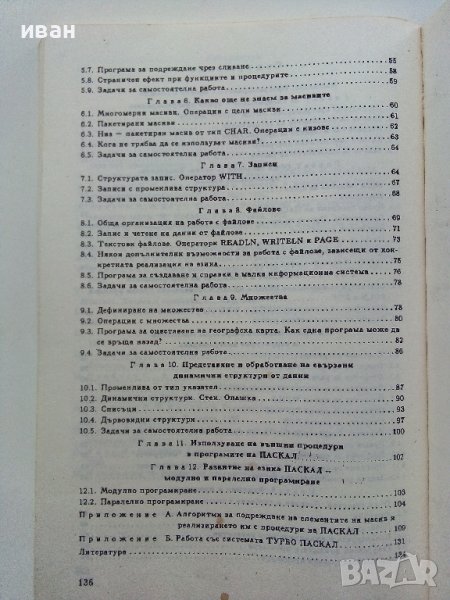 иван
5.7. Програма за подреждане чрез сливане 55
5.8. Страничен ефект при функциите и процедурите 58
5.9. Задачи за самостоятелна работа 59
Глава 6. Какво още не знаем за масивите
6.1. Многомерни масиви. Операции с цели масиви 60
6.2. Пакетирани масиви 61
6.3. Низ — пакетиран масив от тип CHAR. Операции с низове 62
6.4. Кога не трябва да се използуват масиви? 63
6.5. Задачи за самостоятелна работа 64
Глава 7. Записи
7.1. Структурата запис. Оператор WITH 64
7.2. Записи с променлива структура 67
7.3. Задачи за самостоятелна работа 68
Глава 8. Файлове
8.1. Обща организация на работа с файлове 69
8.2. Запис и четене на данни от файлове 71
8.3. Текстови файлове. Оператори READLN, WRITELN и PAGE 73
8.4. Някои допълнителни възможности за работа с файлове, зависещи от кон-
кретната реализация на езика 75
8.5. Програма за създаване и справки в малка информационна система 76
8.6. Задачи за самостоятелна работа
Глава 9. Множества
9.1. Дефиниране на множество 78
9.2. Операции с множества 80
9.3. Програма за оцветяване на географска карта. Как една програма може да
се връща назад? 82
9.4. Задачи за самостоятелна работа 86
Глава 10. Представяне и обработване на свързани
динамични структури от данни
10.1. Променлива от тип указател 87
10.2. Динамични структури. Стек. Опашка 90
10.3. Списъци 93
10.4. Дървовидни структури 97
10.5. Задачи за самостоятелна работа 100
Глава 11. Използуване на външни процедури
в програмите на ПАСКАЛ 102
Глава 12. Развитие на езика ПАСКАЛ —
модулно и паралелно програмиране
12.1. Модулно програмиране 103
12.2. Паралелно програмиране 104
Приложение А. Алгоритми за подреждане на елементите на масив и
реализирането им с процедури на ПАСКАЛ 109
Приложение Б. Работа със системата ТУРБО ПАСКАЛ 131
Литература 134
136
bazar.bg